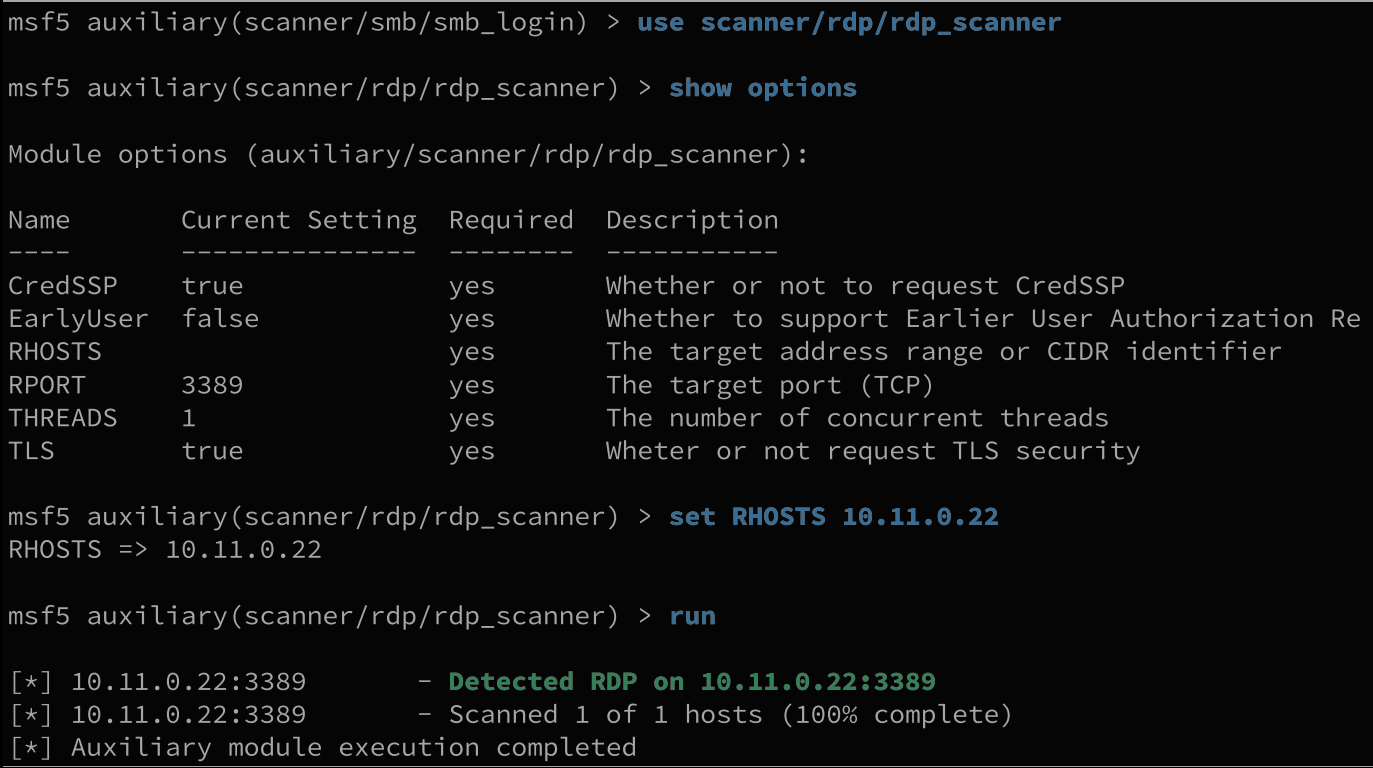 msf5 auxiliary(scanner/smb/smb_login) > use scanner/rdp/rdp_scanner
msf5 auxiliary(scanner/rdp/rdp_scanner) > show options
Module options (auxiliary/scanner/rdp/rdp_scanner):
Name       Current Setting  Required  Description
----       ---------------  --------  -----------
CredSSP    true             yes       Whether or not to request CredSSP
EarlyUser  false            yes       Whether to support Earlier User Authorization Re
RHOSTS                      yes       The target address range or CIDR identifier
RPORT      3389             yes       The target port (TCP)
THREADS    1                yes       The number of concurrent threads
TLS        true             yes       Wheter or not request TLS security
msf5 auxiliary(scanner/rdp/rdp_scanner) > set RHOSTS 10.11.0.22
RHOSTS => 10.11.0.22
msf5 auxiliary(scanner/rdp/rdp_scanner) > run
[*] 10.11.0.22:3389       - Detected RDP on 10.11.0.22:3389
[*] 10.11.0.22:3389       - Scanned 1 of 1 hosts (100% complete)
[*] Auxiliary module execution completed